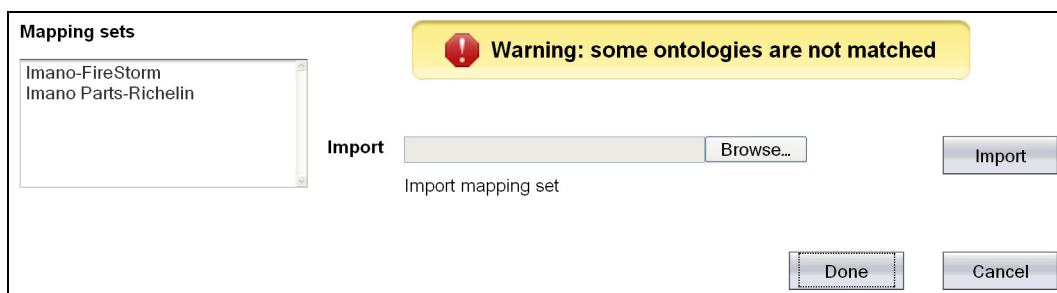 Mapping sets
Warning: some ontologies are not matched
Imano-FireStorm
Imano Parts-Richelin
Import
Browse...
Import
Import mapping set
Done
Cancel